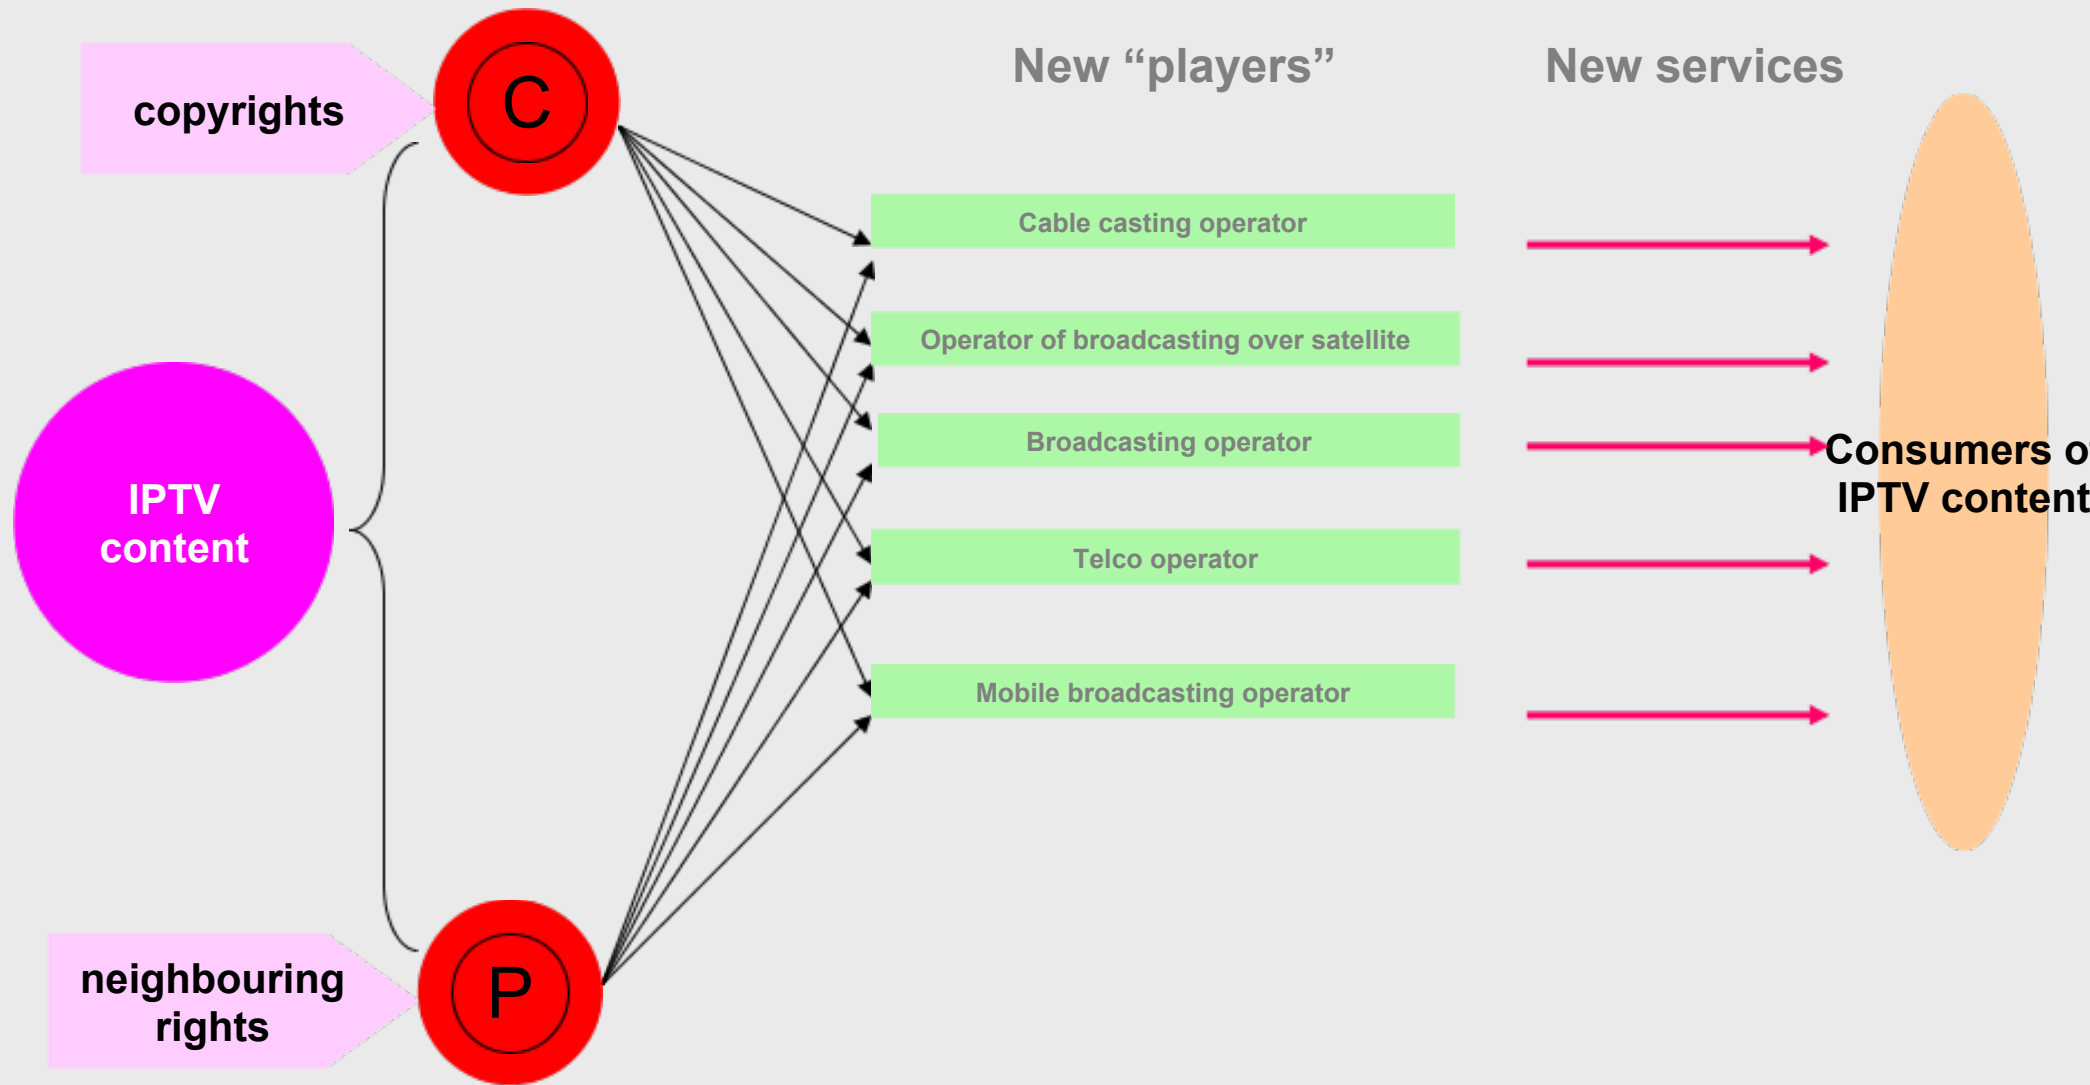 New “players”
New services
copyrights
C
Cable casting operator
Operator of broadcasting over satellite
Broadcasting operator
Consumers of
IPTV content
IPTV
content
Telco operator
Mobile broadcasting operator
neighbouring
rights
P